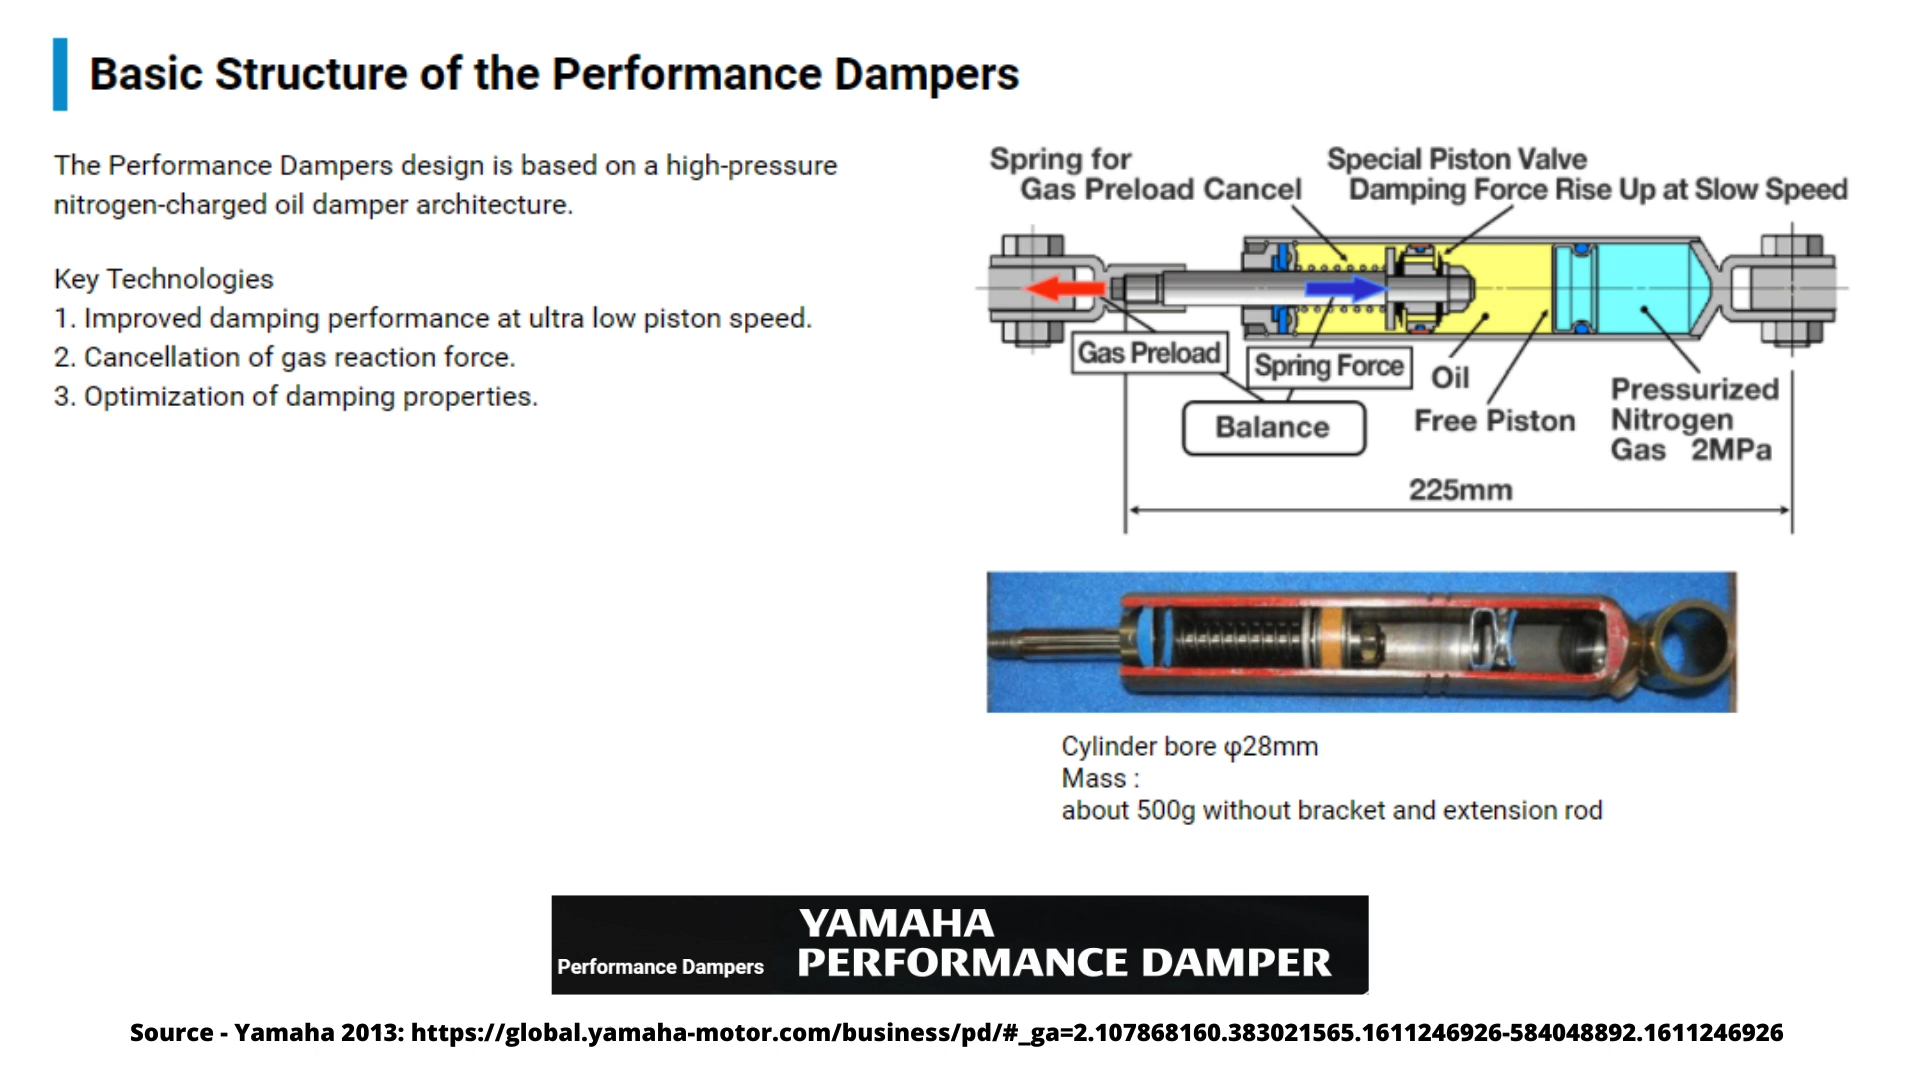 Basic Structure of the Performance Dampers
The Performance Dampers design is based on a high-pressure
nitrogen-charged oil damper architecture.
Key Technologies
1. Improved damping performance at ultra low piston speed.
2. Cancellation of gas reaction force.
3. Optimization of damping properties.
Spring for
Gas Preload Cancel
Special Piston Valve
Damping Force Rise Up at Slow Speed
Gas Preload
Spring Force
Balance
Oil
Free Piston
Pressurized
Nitrogen
Gas 2MPa
225mm
Cylinder bore φ28mm
Mass :
about 500g without bracket and extension rod
Performance Dampers
YAMAHA
PERFORMANCE DAMPER
Source - Yamaha 2013: https://global.yamaha-motor.com/business/pd/#_ga=2.107868160.383021565.1611246926-584048892.1611246926